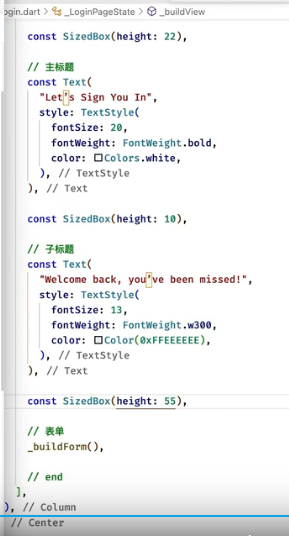 ogin.dart > _LoginPageState > _buildView
const SizedBox(height: 22),
// 主标题
const Text(
"Let’s Sign You In",
style: TextStyle(
fontSize: 20,
fontWeight: FontWeight.bold,
color: Colors.white,
), // TextStyle
), // Text
const SizedBox(height: 10),
// 子标题
const Text(
"Welcome back, you’ve been missed!",
style: TextStyle(
fontSize: 13,
fontWeight: FontWeight.w300,
color: Color(0xFFEEEEEE),
), // TextStyle
), // Text
const SizedBox(height: 55),
// 表单
_buildForm(),
// end
],
), // Column
// Center